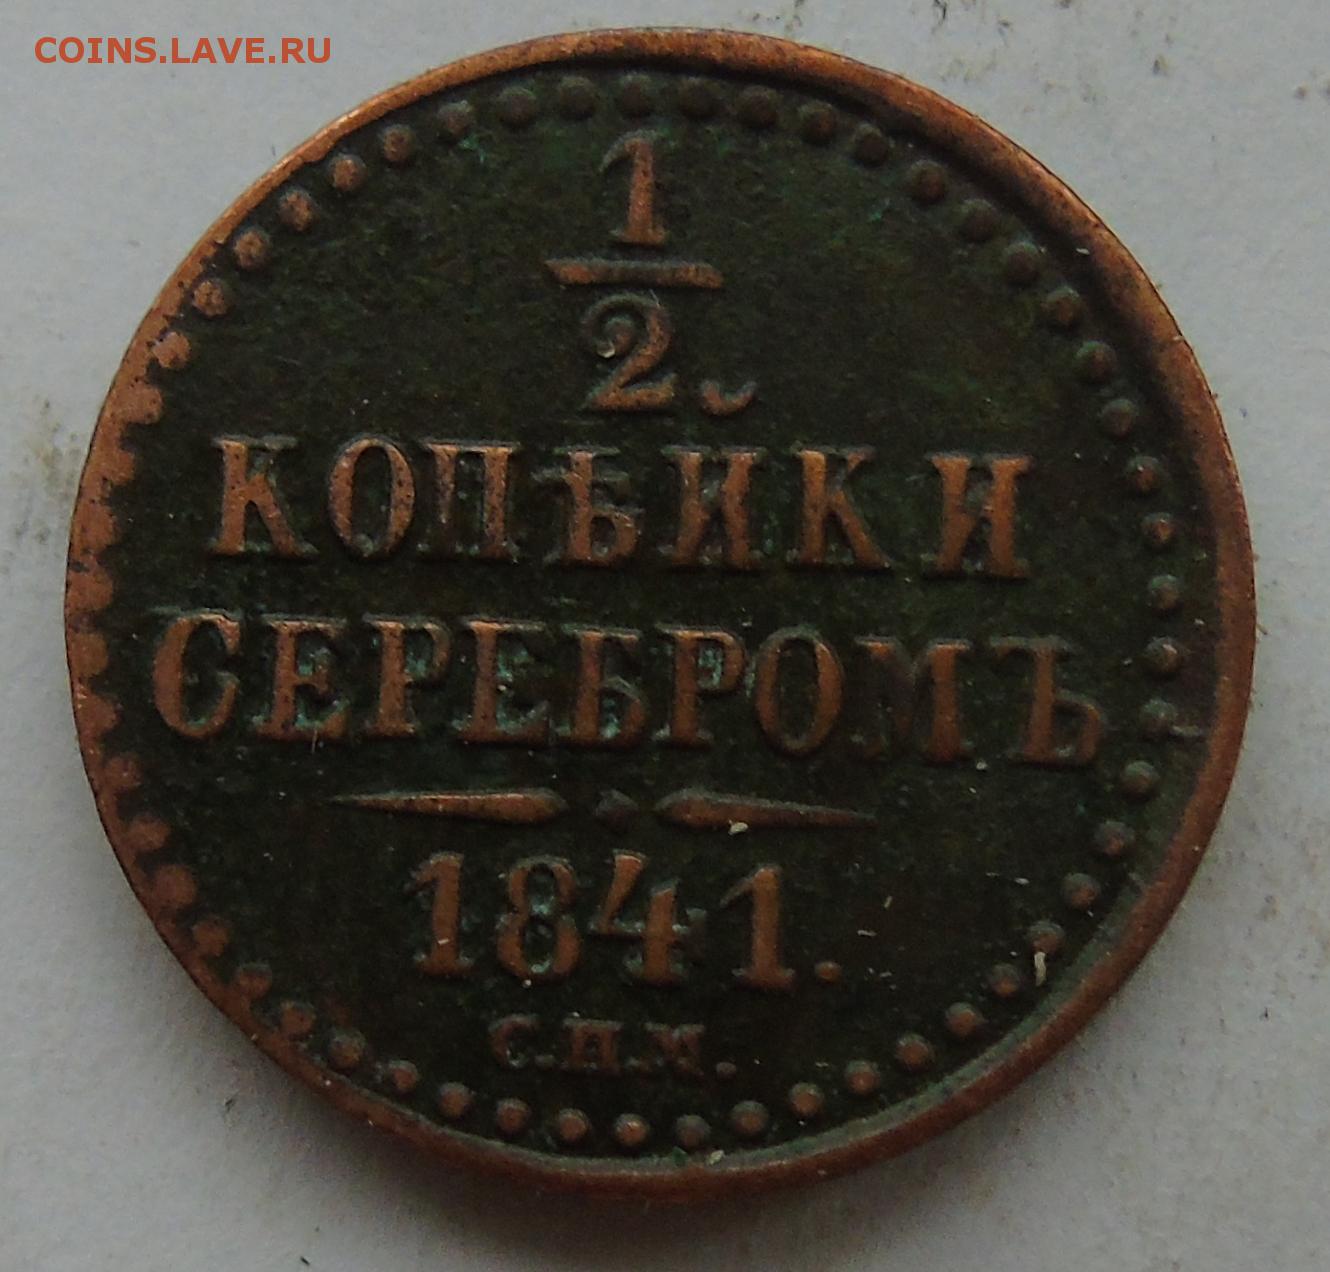 COINS.LAVE.RU
1
2
КОПѢЙКИ
СЕРЕБРОМЪ
1841.
С.П.М.